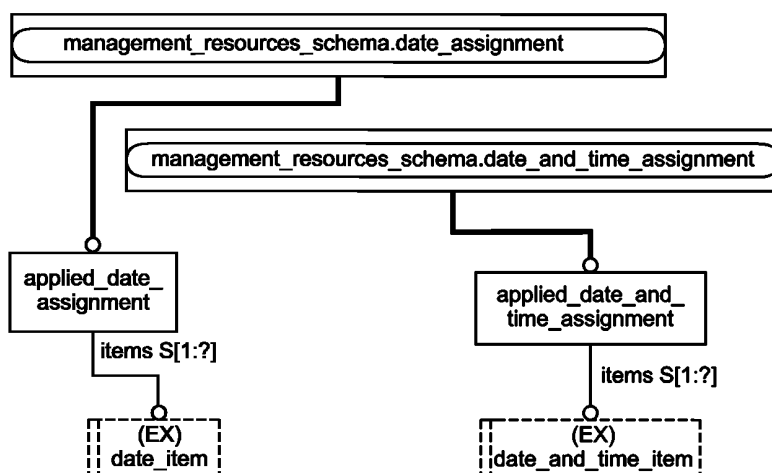 management_resources_schema.date_assignment
management_resources_schema.date_and_time_assignment
applied_date_
assignment
applied_date_and_
time_assignment
items S[1:?]
items S[1:?]
(EX)
date_item
(EX)
date_and_time_item